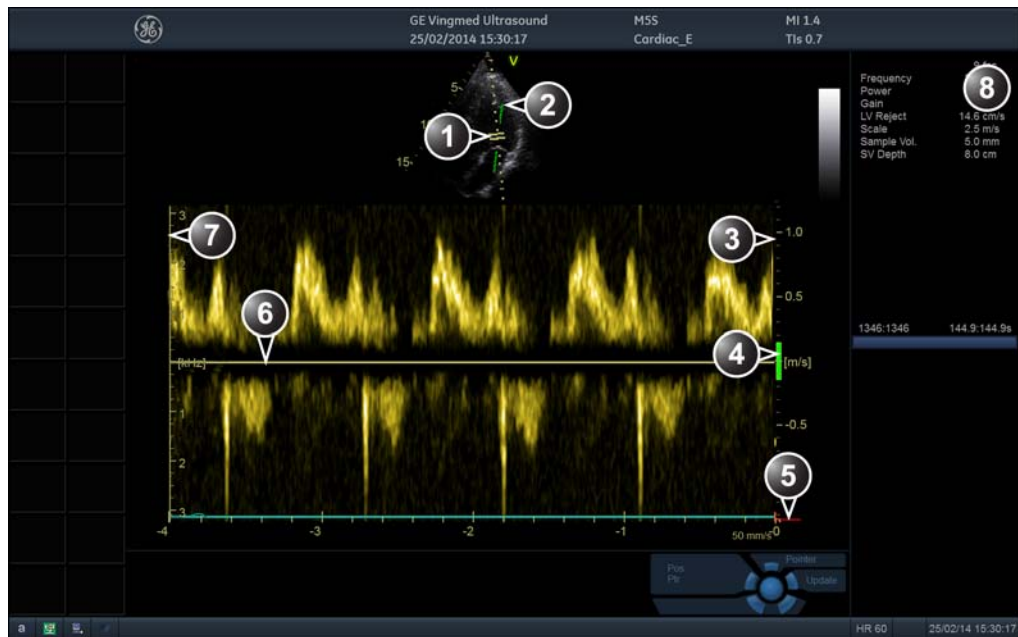 GE Vingmed Ultrasound M5S MI 1.4
25/02/2014 15:30:17 Cardiac_E TIs 0.7
V
5
2
1
15-
8
Frequency
Power
Gain
LV Reject 14.6 cm/s
Scale 2.5 m/s
Sample Vol. 5.0 mm
SV Depth 8.0 cm
3
7
3
1.0
6
0.5
1346:1346 144.9:144.9s
4
[kHz]
[m/s]
1
-0.5
2
5
3
-4 -3 -2 -1 0
50 mm/s
Pos
Ptr
Pointer
Update
a
HR 60 25/02/14 15:30:17